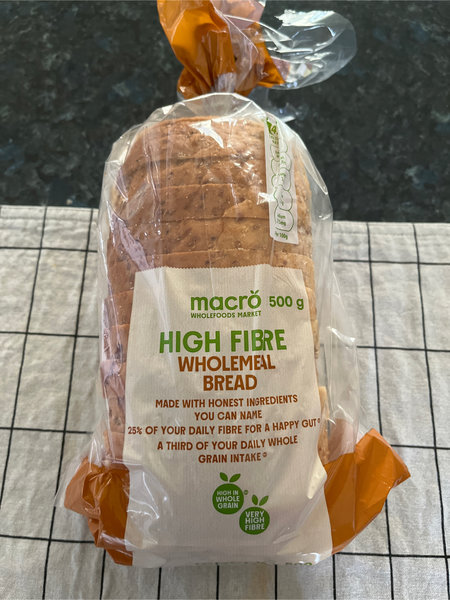 macro 500 g
WHOLEFOODS MARKET
HIGH FIBRE
WHOLEMEAL
BREAD
MADE WITH HONEST INGREDIENTS
YOU CAN NAME
25% OF YOUR DAILY FIBRE FOR A HAPPY GUT
A THIRD OF YOUR DAILY WHOLE
GRAIN INTAKE
HIGH IN
WHOLE
GRAIN
VERY
HIGH
FIBRE